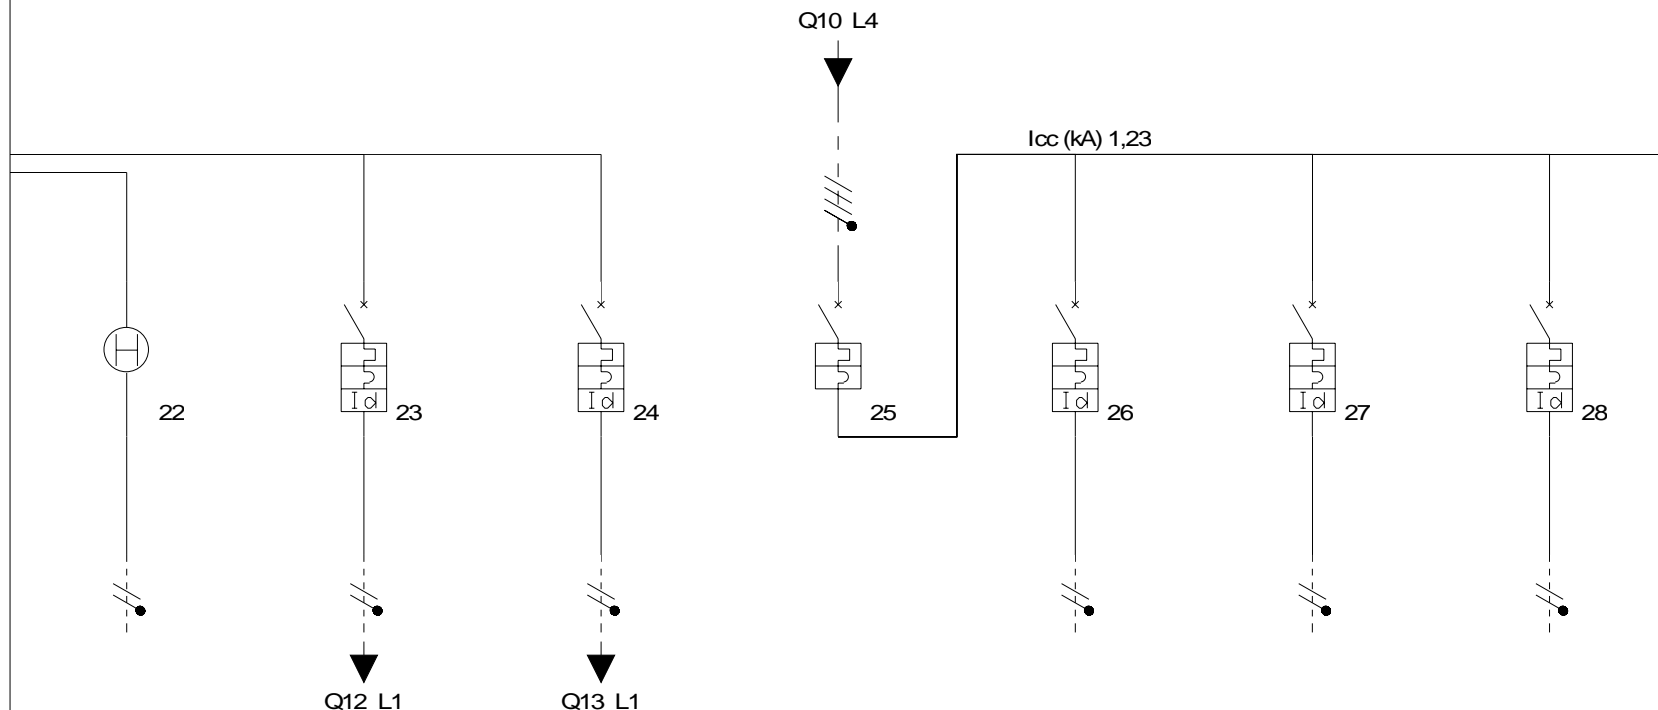 Q10 L4
Icc (kA) 1,23
H
22
Id 23
Id 24
25
Id 26
Id 27
Id 28
Q12 L1
Q13 L1